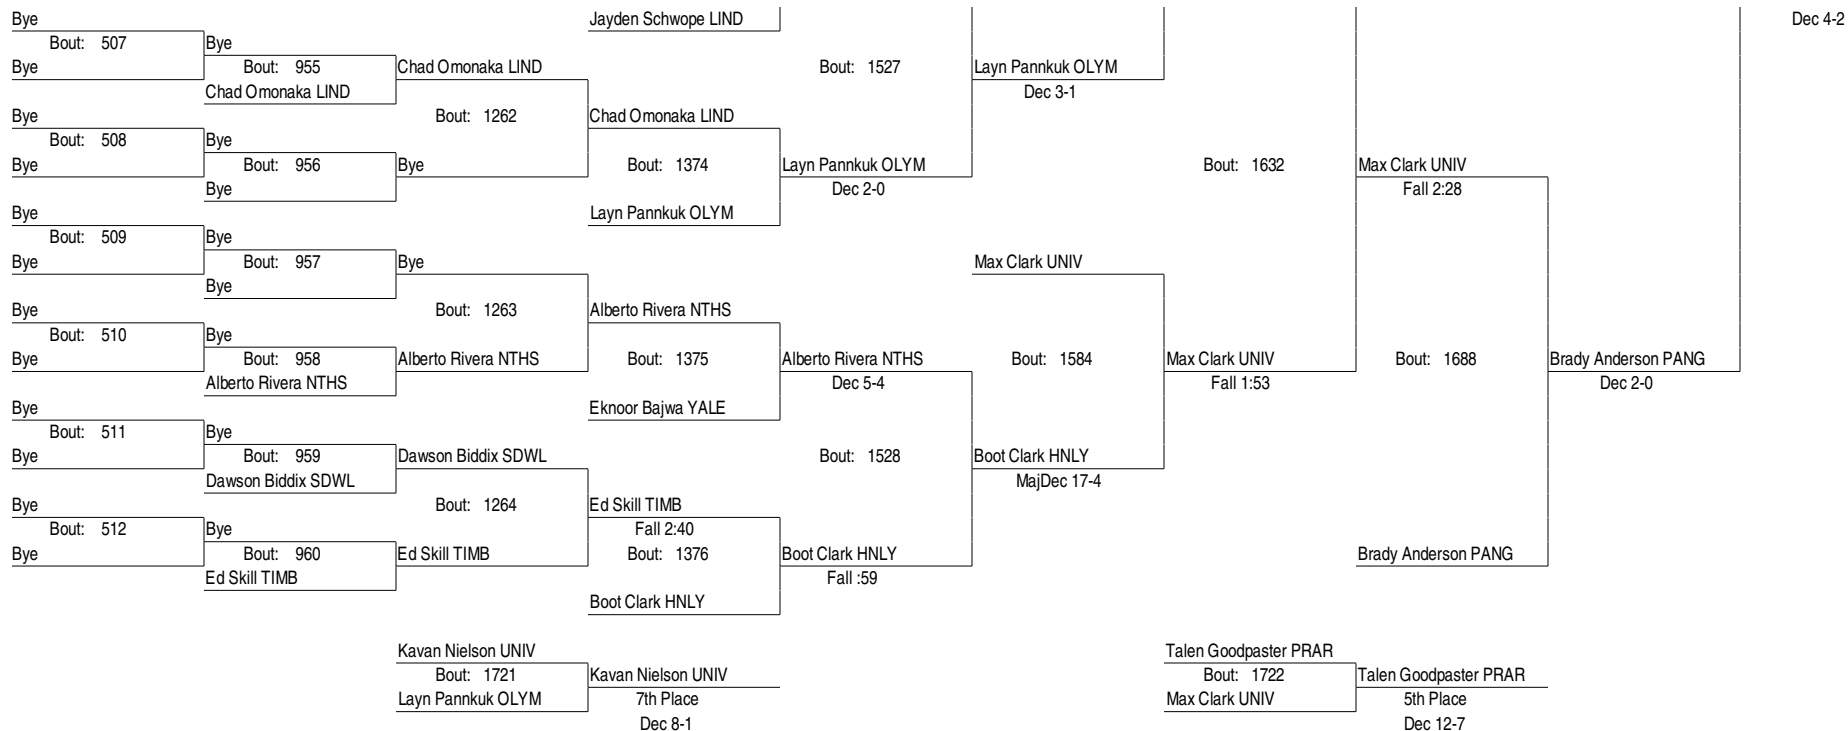 Bye Jayden Schwope LIND Dec 4-2
Bout: 507 Bye
Bye Bout: 955 Chad Omonaka LIND Bout: 1527 Layn Pannkuk OLYM
Chad Omonaka LIND Dec 3-1
Bye Bout: 1262 Chad Omonaka LIND
Bout: 508 Bye
Bye Bout: 956 Bye Bout: 1374 Layn Pannkuk OLYM Bout: 1632 Max Clark UNIV
Bye Dec 2-0 Fall 2:28
Bye Layn Pannkuk OLYM
Bout: 509 Bye
Bye Bout: 957 Bye Max Clark UNIV
Bye
Bye Bout: 1263 Alberto Rivera NTHS
Bout: 510 Bye
Bye Bout: 958 Alberto Rivera NTHS Bout: 1375 Alberto Rivera NTHS Bout: 1584 Max Clark UNIV Bout: 1688 Brady Anderson PANG
Alberto Rivera NTHS Dec 5-4 Fall 1:53 Dec 2-0
Bye Eknoor Bajwa YALE
Bout: 511 Bye
Bye Bout: 959 Dawson Biddix SDWL Bout: 1528 Boot Clark HNLY
Dawson Biddix SDWL MajDec 17-4
Bye Bout: 1264 Ed Skill TIMB
Bout: 512 Bye Fall 2:40
Bye Bout: 960 Ed Skill TIMB Bout: 1376 Boot Clark HNLY Brady Anderson PANG
Ed Skill TIMB Fall :59
Boot Clark HNLY
Kavan Nielson UNIV Talen Goodpaster PRAR
Bout: 1721 Kavan Nielson UNIV Bout: 1722 Talen Goodpaster PRAR
Layn Pannkuk OLYM 7th Place Max Clark UNIV 5th Place
Dec 8-1 Dec 12-7